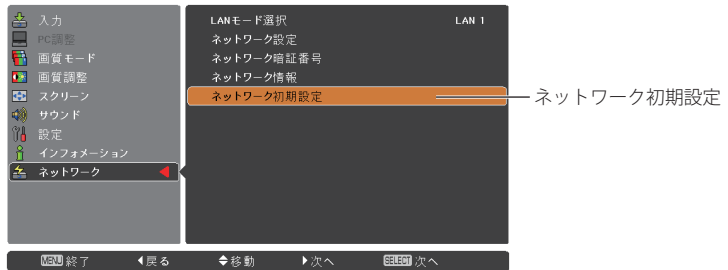 入力
PC調整
画質モード
画質調整
スクリーン
サウンド
設定
インフォメーション
ネットワーク
LANモード選択 LAN 1
ネットワーク設定
ネットワーク暗証番号
ネットワーク情報
ネットワーク初期設定
ネットワーク初期設定
MENU 終了 戻る 移動 次へ SELECT 次へ